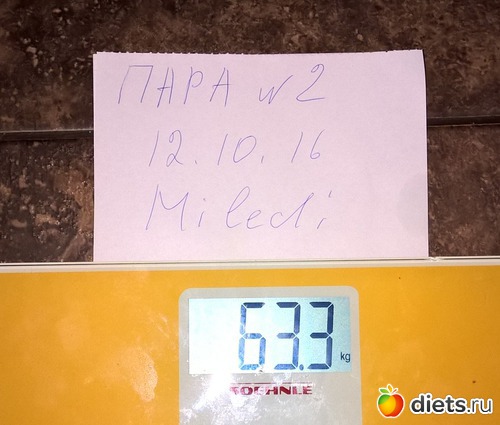 ПАРА №2
12.10.16
Miledi
63.3 kg
SOEHNLE
diets.ru